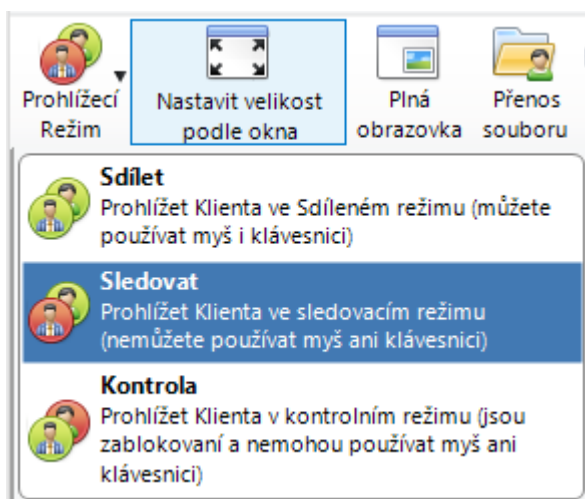 Prohlížecí
Režim
Nastavit velikost
podle okna
Plná
obrazovka
Přenos
souboru
Sdílet
Prohlížet Klienta ve Sdíleném režimu (můžete
používat myš i klávesnici)
Sledovat
Prohlížet Klienta ve sledovacím režimu
(nemůžete používat myš ani klávesnici)
Kontrola
Prohlížet Klienta v kontrolním režimu (jsou
zablokovaní a nemohou používat myš ani
klávesnici)